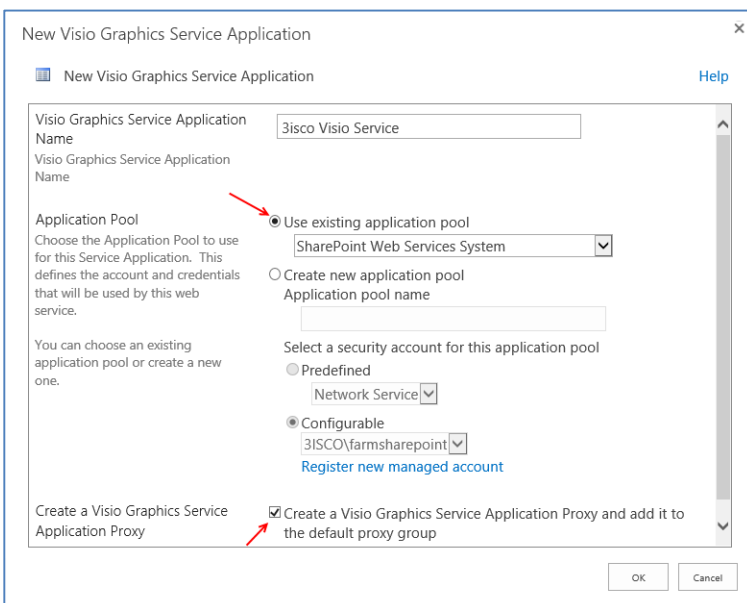 New Visio Graphics Service Application
×
New Visio Graphics Service Application
Help
Visio Graphics Service Application
Name
Visio Graphics Service Application
Name
3isco Visio Service
Application Pool
Choose the Application Pool to use
for this Service Application. This
defines the account and credentials
that will be used by this web
service.
You can choose an existing
application pool or create a new
one.
Use existing application pool
SharePoint Web Services System
Create new application pool
Application pool name
Select a security account for this application pool
Predefined
Network Service
Configurable
3ISCO\farmsharepoint
Register new managed account
Create a Visio Graphics Service
Application Proxy
Create a Visio Graphics Service Application Proxy and add it to
the default proxy group
OK
Cancel